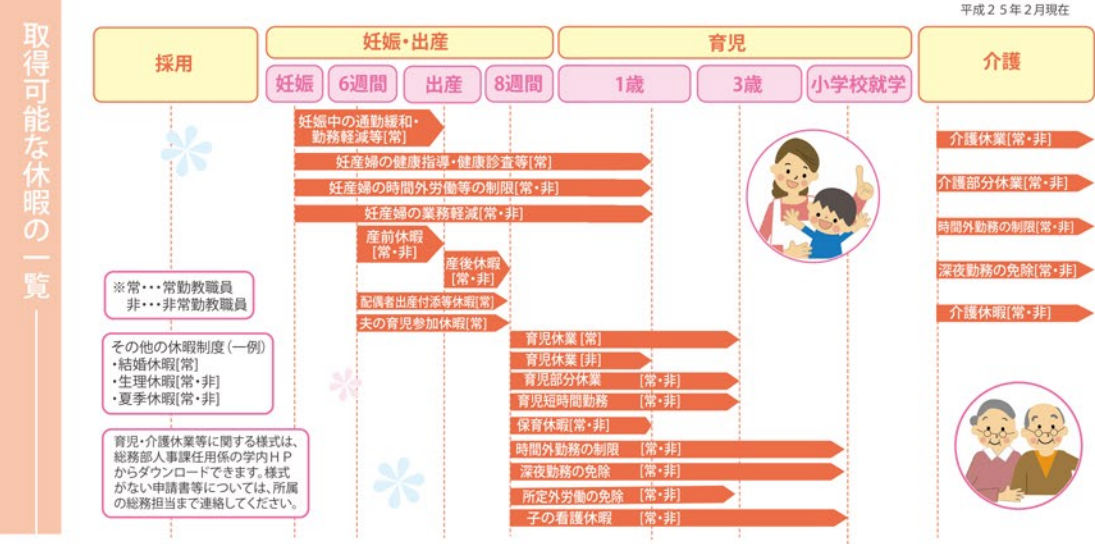 平成２５年２月現在
取得可能な休暇の一覧
採用
妊娠・出産
育児
介護
妊娠
6週間
出産
8週間
1歳
3歳
小学校就学
妊娠中の通勤緩和・
勤務軽減等[常]
妊産婦の健康指導・健康診査等[常]
妊産婦の時間外労働等の制限[常・非]
妊産婦の業務軽減[常・非]
産前休暇
[常・非]
産後休暇
[常・非]
配偶者出産付添等休暇[常]
夫の育児参加休暇[常]
育児休業[常]
育児休業[非]
育児部分休業 [常・非]
育児短時間勤務 [常・非]
保育休暇[常・非]
時間外勤務の制限 [常・非]
深夜勤務の免除 [常・非]
所定外労働の免除 [常・非]
子の看護休暇 [常・非]
介護休業[常・非]
介護部分休業[常・非]
時間外勤務の制限[常・非]
深夜勤務の免除[常・非]
介護休暇[常・非]
※常・・・常勤教職員
非・・・非常勤教職員
その他の休暇制度（一例）
・結婚休暇[常]
・生理休暇[常・非]
・夏季休暇[常・非]
育児・介護休業等に関する様式は、
総務部人事課任用係の学内ＨＰ
からダウンロードできます。様式
がない申請書等については、所属
の総務担当まで連絡してください。